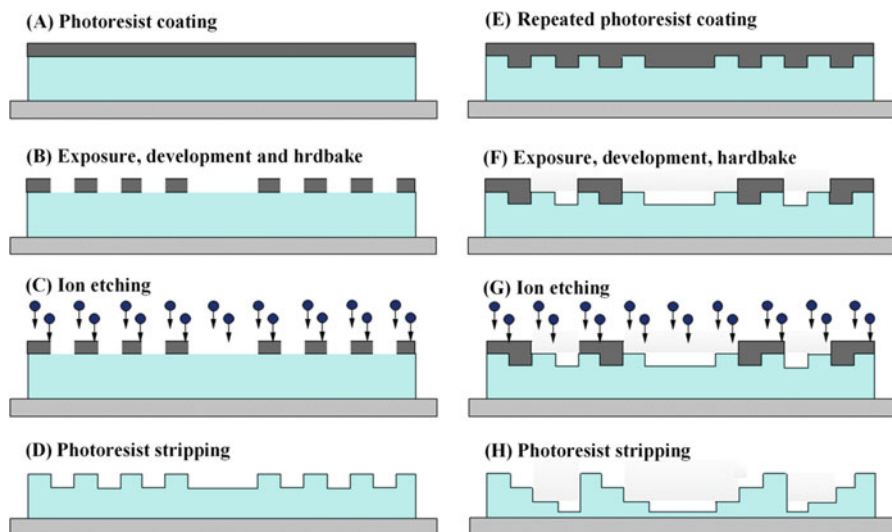 (A) Photoresist coating
(B) Exposure, development and hrdbake
(C) Ion etching
(D) Photoresist stripping
(E) Repeated photoresist coating
(F) Exposure, development, hardbake
(G) Ion etching
(H) Photoresist stripping